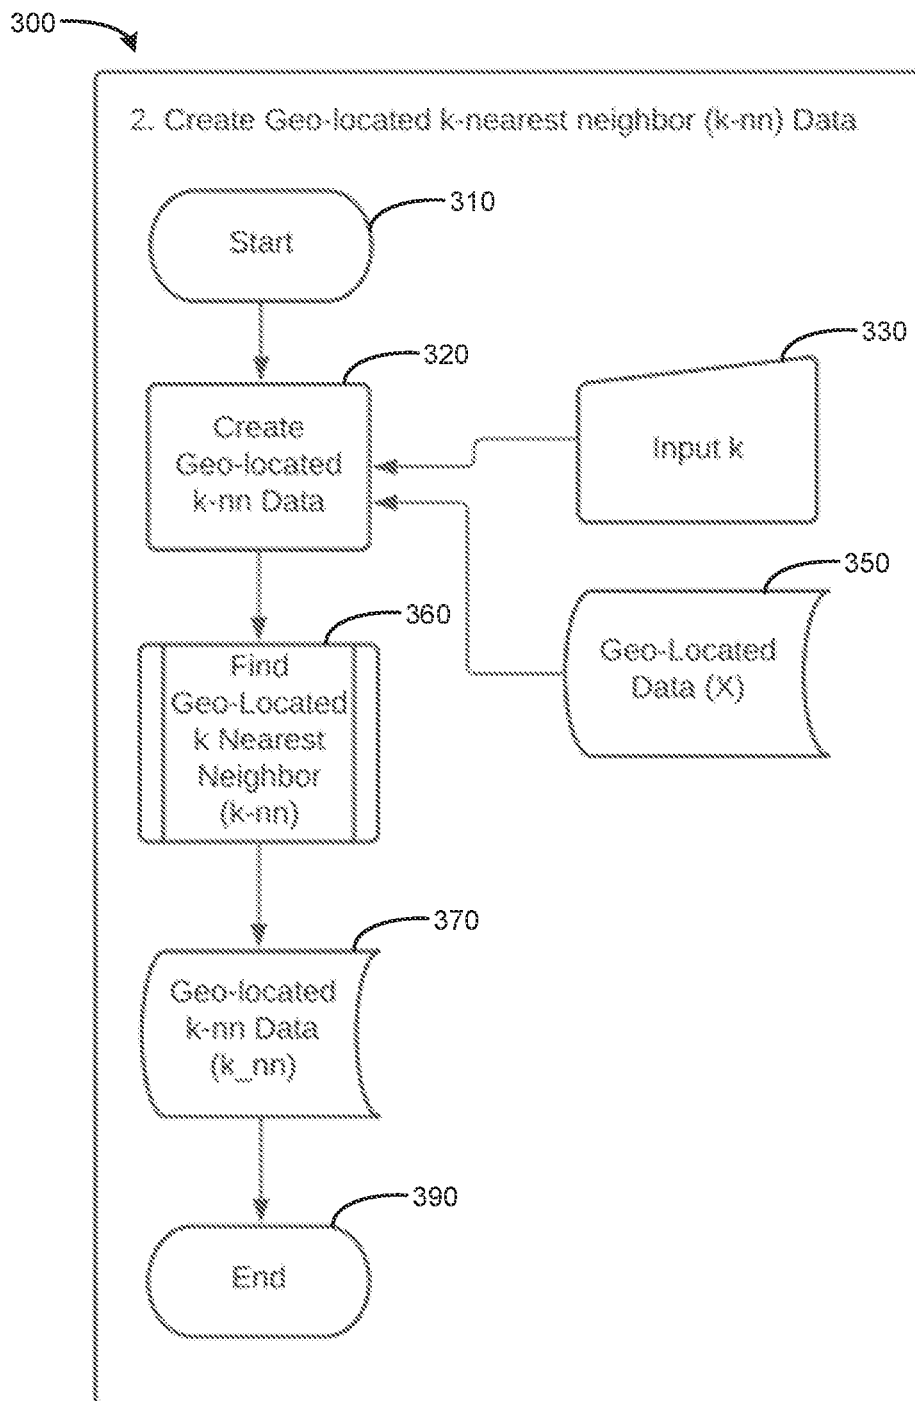 300
2. Create Geo-located k-nearest neighbor (k-nn) Data
310
Start
320
330
Create
Geo-located
k-nn Data
Input k
350
360
Geo-Located
Data (X)
Find
Geo-Located
k Nearest
Neighbor
(k-nn)
370
Geo-located
k-nn Data
(k_nn)
390
End